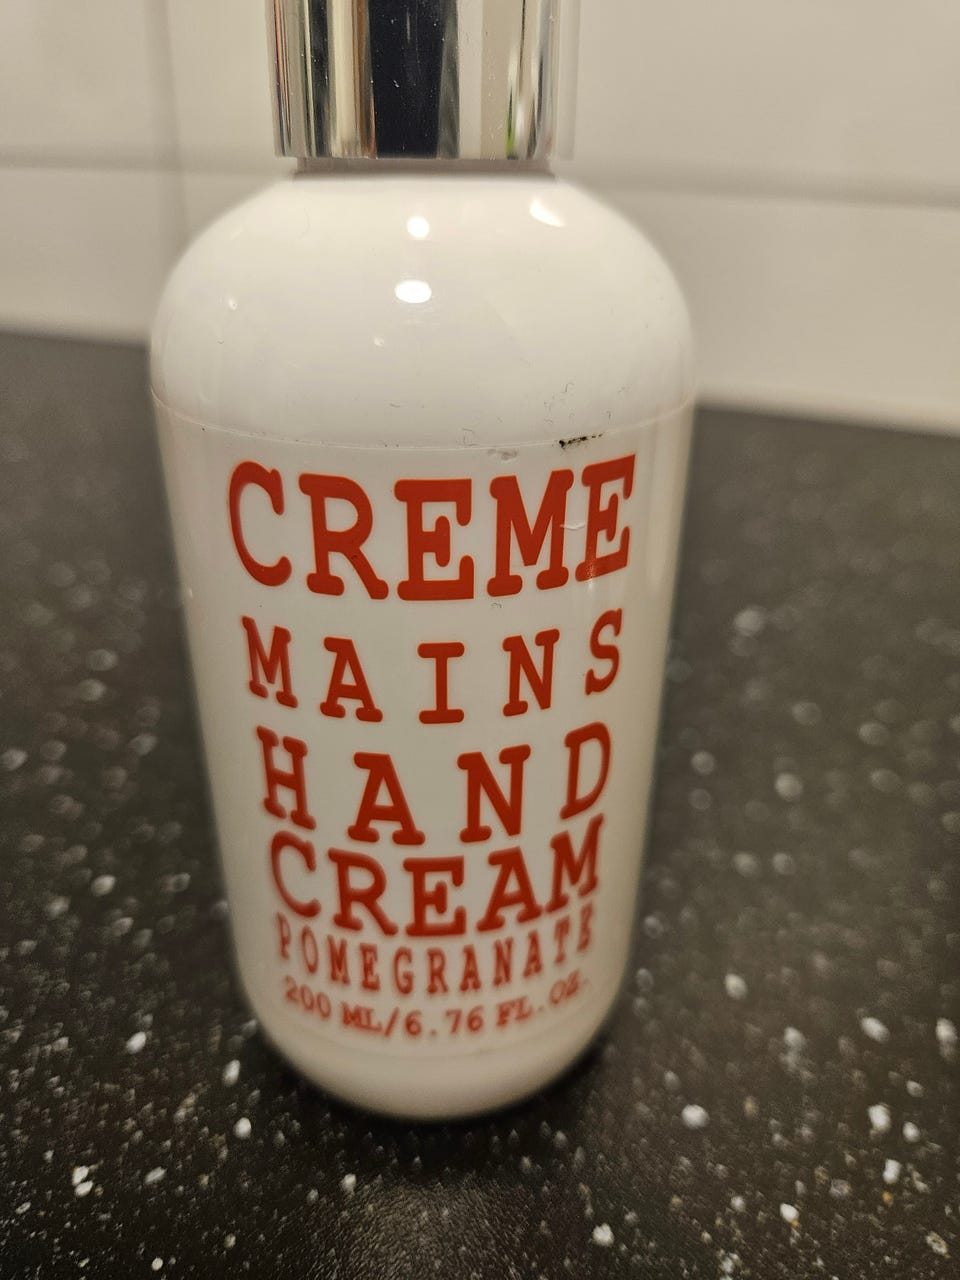 CREME
MAINS
HAND
CREAM
POMEGRANATE
200 ML/6.76 FL.OZ.